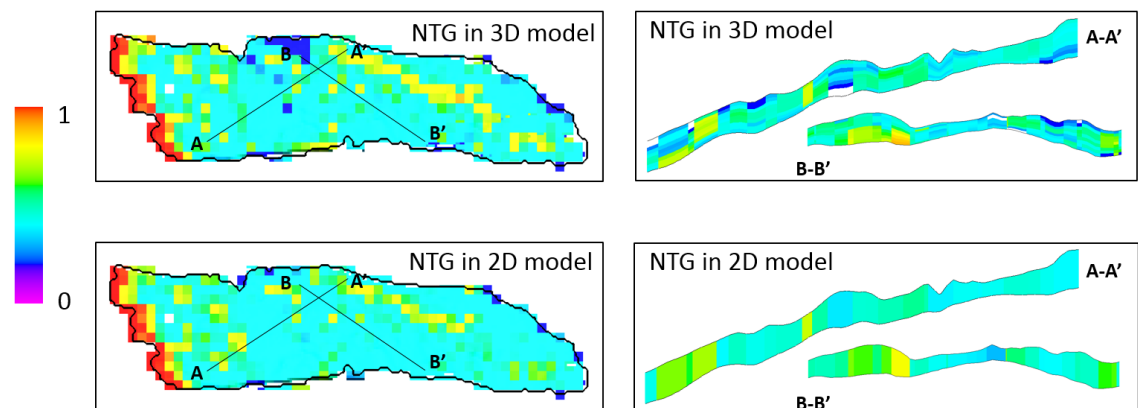 NTG in 3D model
B
A'
A
B'
NTG in 3D model
A-A'
B-B'
1
0
NTG in 2D model
B
A'
A
B'
NTG in 2D model
A-A'
B-B'